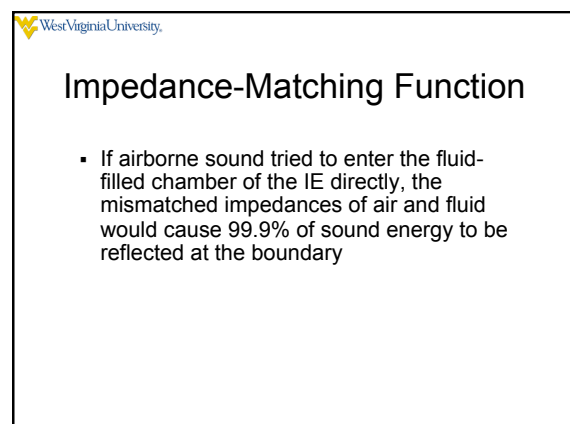 WestVirginiaUniversity.
Impedance-Matching Function
▪ If airborne sound tried to enter the fluid-
filled chamber of the IE directly, the
mismatched impedances of air and fluid
would cause 99.9% of sound energy to be
reflected at the boundary